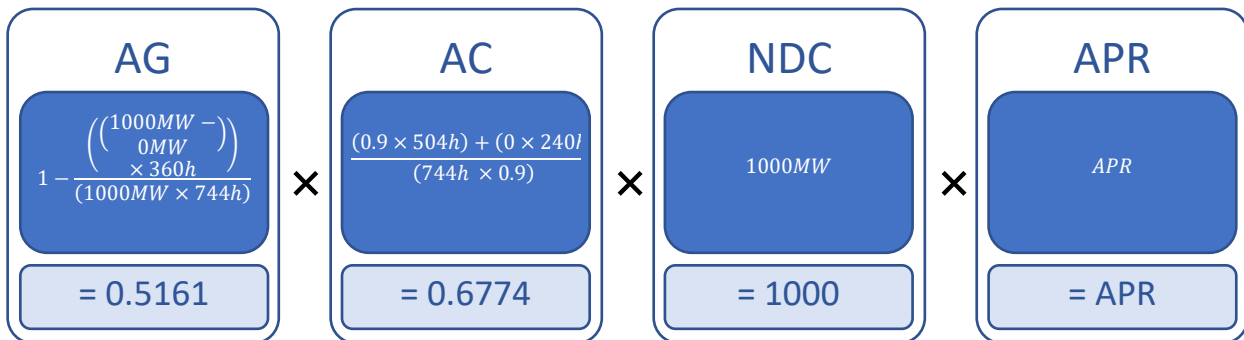 AG
1 − (((1000MW −
0MW)
× 360h)
(1000MW × 744h)
= 0.5161
×
AC
(0.9 × 504h) + (0 × 240h
(744h × 0.9)
= 0.6774
×
NDC
1000MW
= 1000
×
APR
APR
= APR